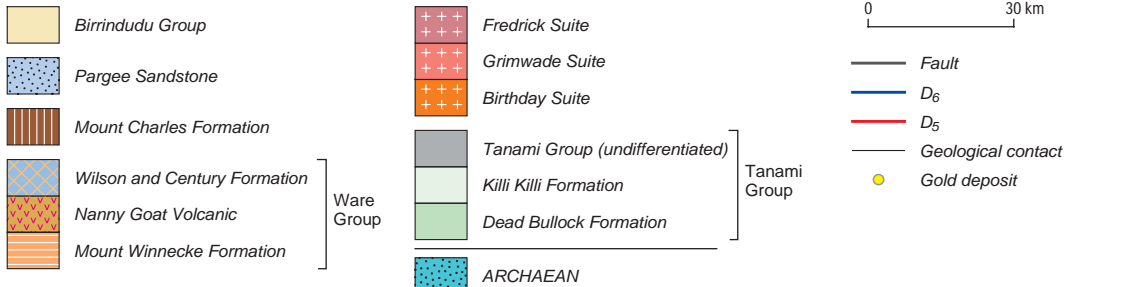 Birrindudu Group
Pargee Sandstone
Mount Charles Formation
Wilson and Century Formation
Nanny Goat Volcanic
Mount Winnecke Formation
Ware
Group
Fredrick Suite
Grimwade Suite
Birthday Suite
Tanami Group (undifferentiated)
Killi Killi Formation
Dead Bullock Formation
Tanami
Group
ARCHAEAN
0 30 km
Fault
D6
D5
Geological contact
Gold deposit